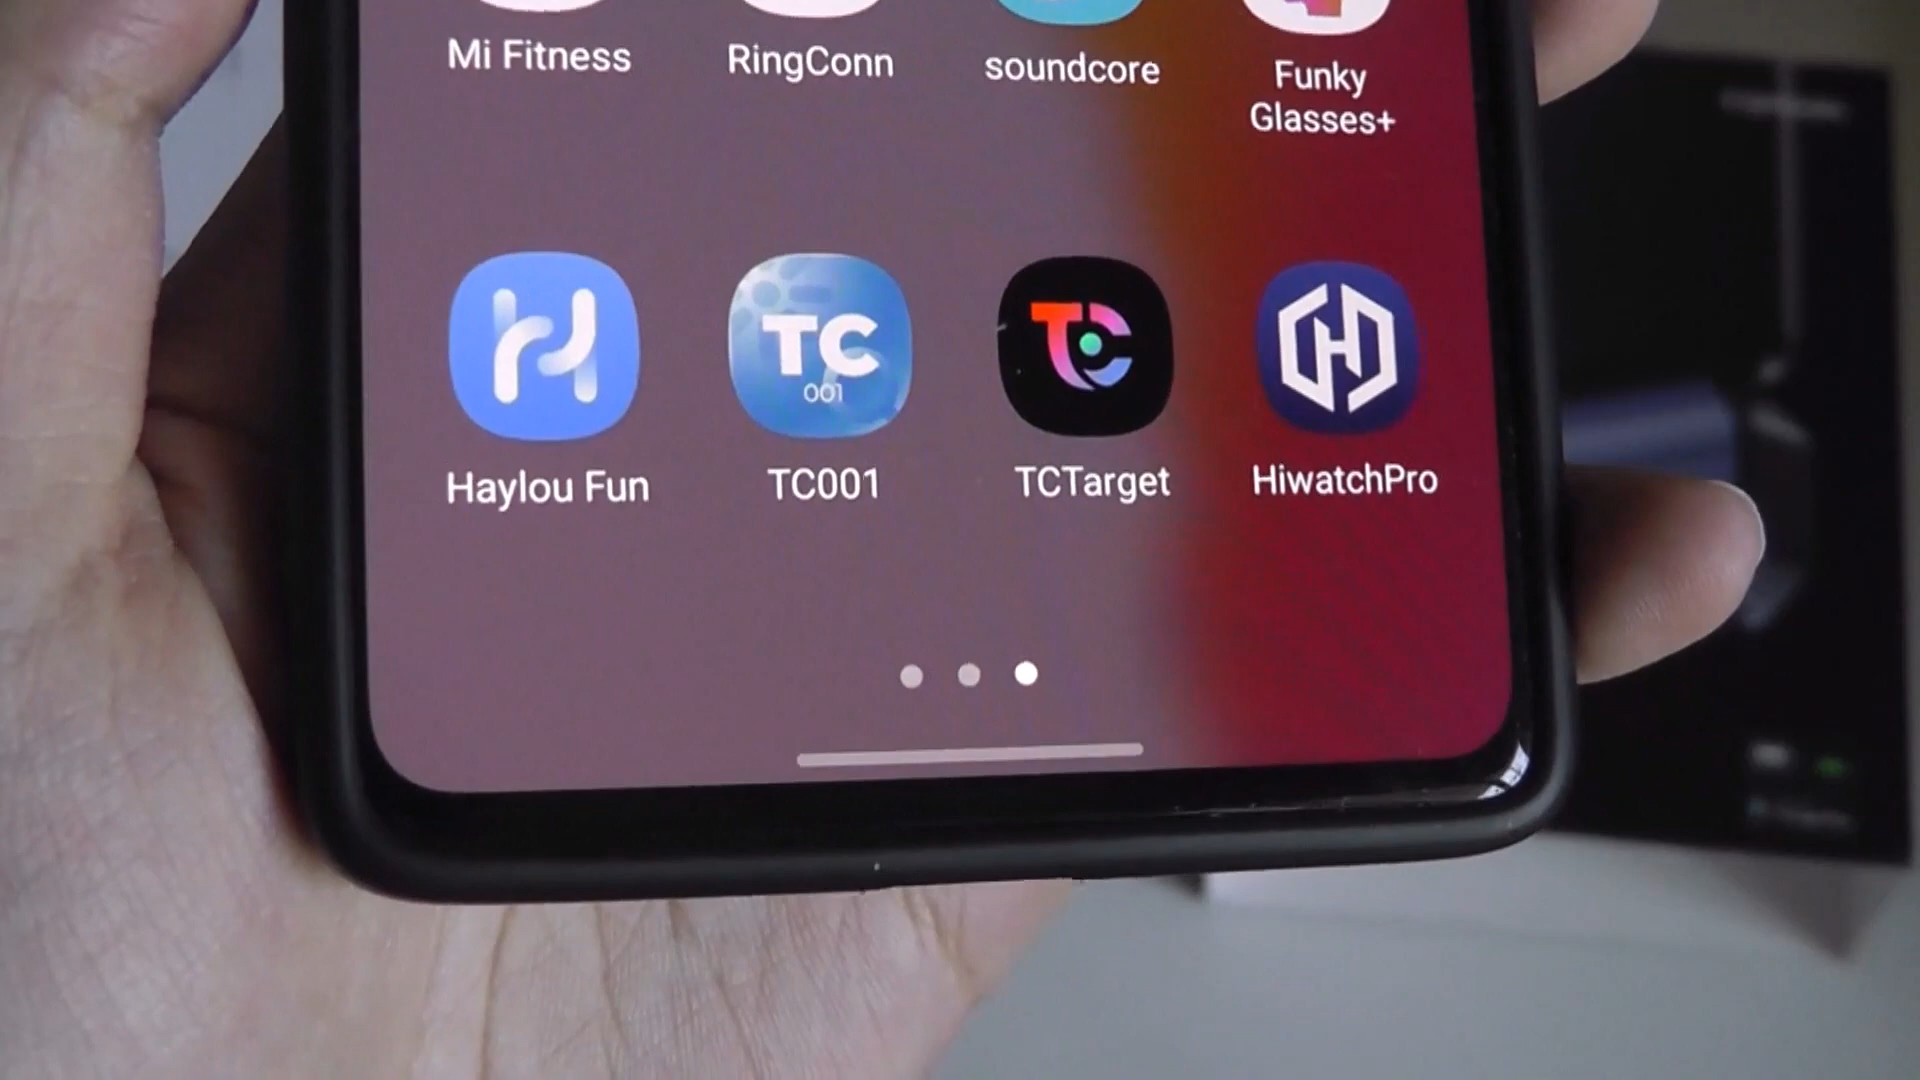 Mi Fitness
RingConn
soundcore
Funky
Glasses+
TC
001
Haylou Fun
TC001
TCTarget
HiwatchPro